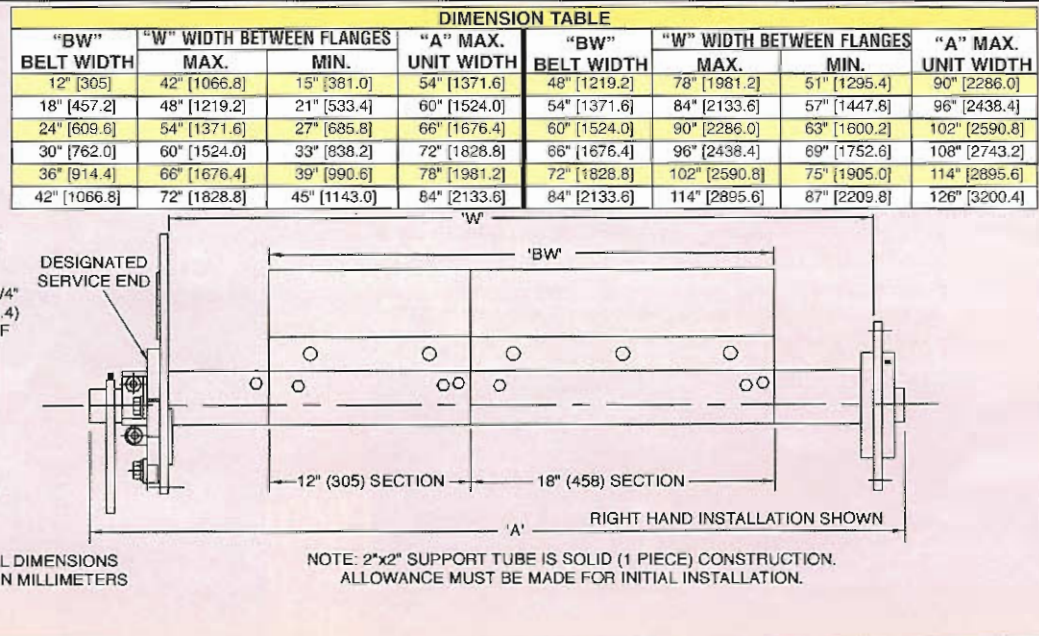 DIMENSION TABLE
"BW" "W" WIDTH BETWEEN FLANGES "A" MAX. "BW" "W" WIDTH BETWEEN FLANGES "A" MAX.
BELT WIDTH MAX. MIN. UNIT WIDTH BELT WIDTH MAX. MIN. UNIT WIDTH
12" [305] 42" [1066.8] 15" [381.0] 54" [1371.6] 48" [1219.2] 78" [1981.2] 51" [1295.4] 90" [2286.0]
18" [457.2] 48" [1219.2] 21" [533.4] 60" [1524.0] 54" [1371.6] 84" [2133.6] 57" [1447.8] 96" [2438.4]
24" [609.6] 54" [1371.6] 27" [685.8] 66" [1676.4] 60" [1524.0] 90" [2286.0] 63" [1600.2] 102" [2590.8]
30" [762.0] 60" [1524.0] 33" [838.2] 72" [1828.8] 66" [1676.4] 96" [2438.4] 69" [1752.6] 108" [2743.2]
36" [914.4] 66" [1676.4] 39" [990.6] 78" [1981.2] 72" [1828.8] 102" [2590.8] 75" [1905.0] 114" [2895.6]
42" [1066.8] 72" [1828.8] 45" [1143.0] 84" [2133.6] 84" [2133.6] 114" [2895.6] 87" [2209.8] 126" [3200.4]
'W'
'BW'
DESIGNATED
SERVICE END
/4"
.4)
F
12" (305) SECTION
18" (458) SECTION
RIGHT HAND INSTALLATION SHOWN
'A'
L DIMENSIONS
N MILLIMETERS
NOTE: 2"x2" SUPPORT TUBE IS SOLID (1 PIECE) CONSTRUCTION.
ALLOWANCE MUST BE MADE FOR INITIAL INSTALLATION.